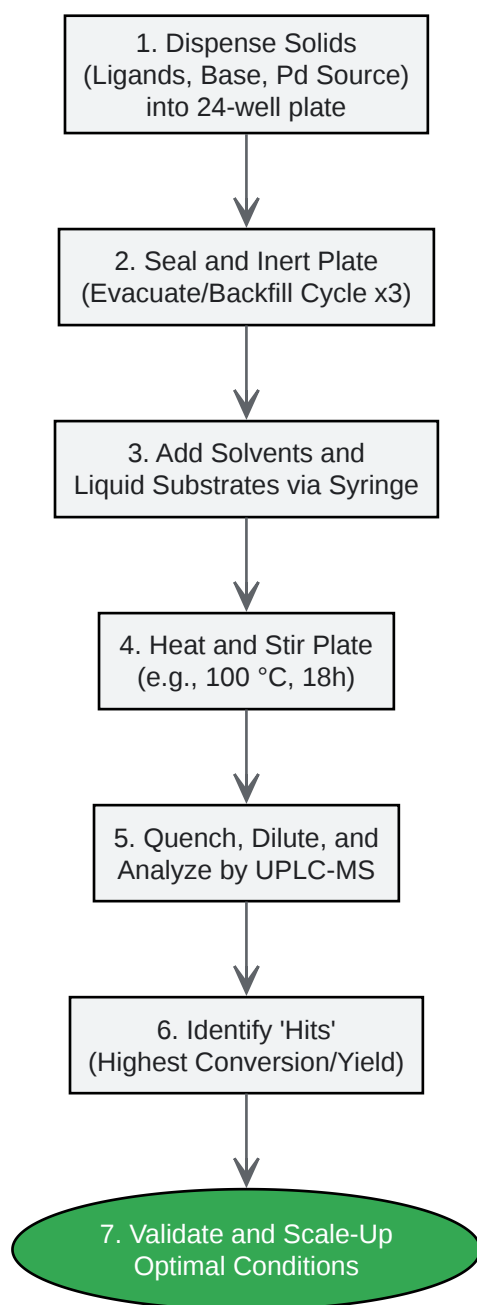 1. Dispense Solids
(Ligands, Base, Pd Source)
into 24-well plate
2. Seal and Inert Plate
(Evacuate/Backfill Cycle x3)
3. Add Solvents and
Liquid Substrates via Syringe
4. Heat and Stir Plate
(e.g., 100 °C, 18h)
5. Quench, Dilute, and
Analyze by UPLC-MS
6. Identify 'Hits'
(Highest Conversion/Yield)
7. Validate and Scale-Up
Optimal Conditions